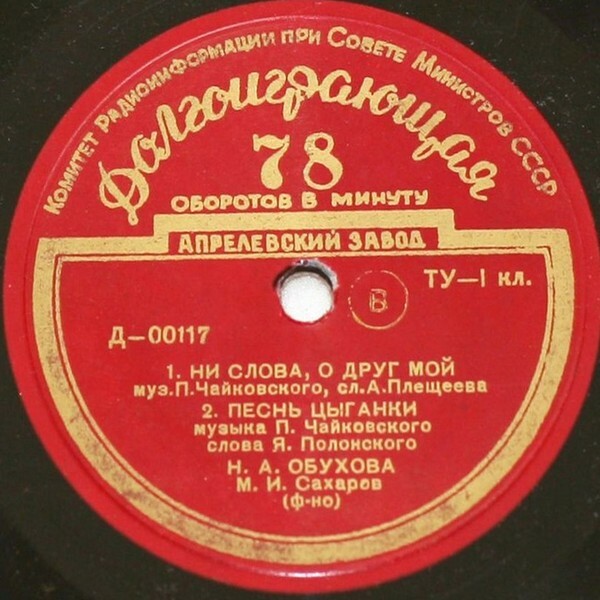 Комитет Радиоинформации при Совете Министров СССР
Долгоиграющая
78
ОБОРОТОВ В МИНУТУ
АПРЕЛЕВСКИЙ ЗАВОД
В
ТУ—I кл.
Д—00117
1. НИ СЛОВА, О ДРУГ МОЙ
муз.П.Чайковского, сл.А.Плещеева
2. ПЕСНЬ ЦЫГАНКИ
музыка П. Чайковского
слова Я. Полонского
Н. А. ОБУХОВА
М. И. Сахаров
(ф-но)